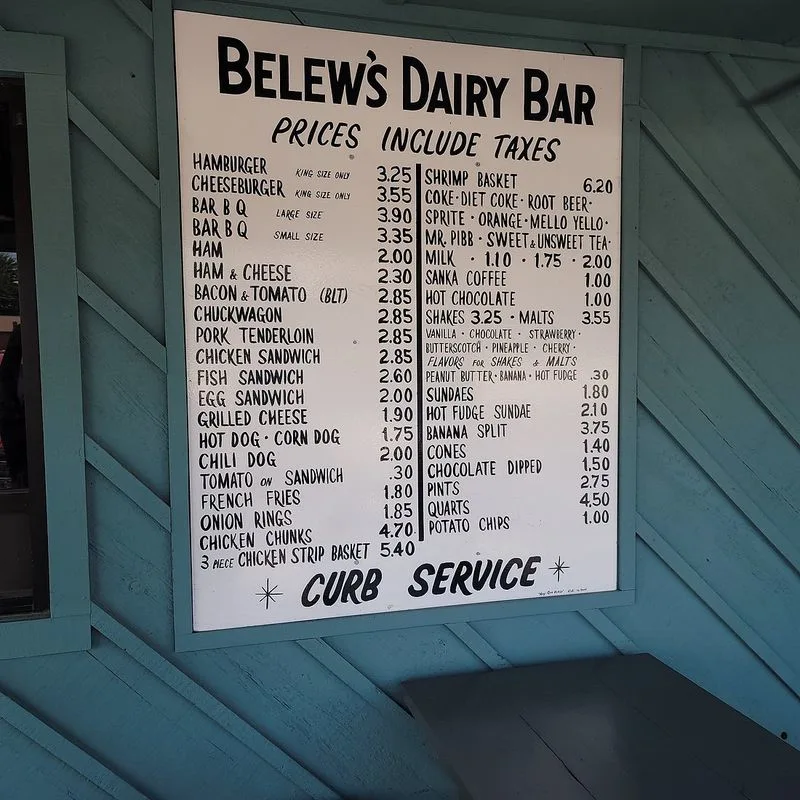 BELEW'S DAIRY BAR
PRICES INCLUDE TAXES
HAMBURGER KING SIZE ONLY 3.25
CHEESEBURGER KING SIZE ONLY 3.55
BAR B Q LARGE SIZE 3.90
BAR B Q SMALL SIZE 3.35
HAM 2.00
HAM & CHEESE 2.30
BACON & TOMATO (BLT) 2.85
CHUCKWAGON 2.85
PORK TENDERLOIN 2.85
CHICKEN SANDWICH 2.85
FISH SANDWICH 2.60
EGG SANDWICH 2.00
GRILLED CHEESE 1.90
HOT DOG · CORN DOG 1.75
CHILI DOG 2.00
TOMATO ON SANDWICH .30
FRENCH FRIES 1.80
ONION RINGS 1.85
CHICKEN CHUNKS 4.70
3 PIECE CHICKEN STRIP BASKET 5.40
SHRIMP BASKET 6.20
COKE · DIET COKE · ROOT BEER ·
SPRITE · ORANGE · MELLO YELLO ·
MR. PIBB · SWEET & UNSWEET TEA ·
MILK · 1.10 · 1.75 · 2.00
SANKA COFFEE 1.00
HOT CHOCOLATE 1.00
SHAKES 3.25 · MALTS 3.55
VANILLA · CHOCOLATE · STRAWBERRY ·
BUTTERSCOTCH · PINEAPPLE · CHERRY ·
FLAVORS FOR SHAKES & MALTS
PEANUT BUTTER · BANANA · HOT FUDGE .30
SUNDAES 1.80
HOT FUDGE SUNDAE 2.10
BANANA SPLIT 3.75
CONES 1.40
CHOCOLATE DIPPED 1.50
PINTS 2.75
QUARTS 4.50
POTATO CHIPS 1.00
CURB SERVICE